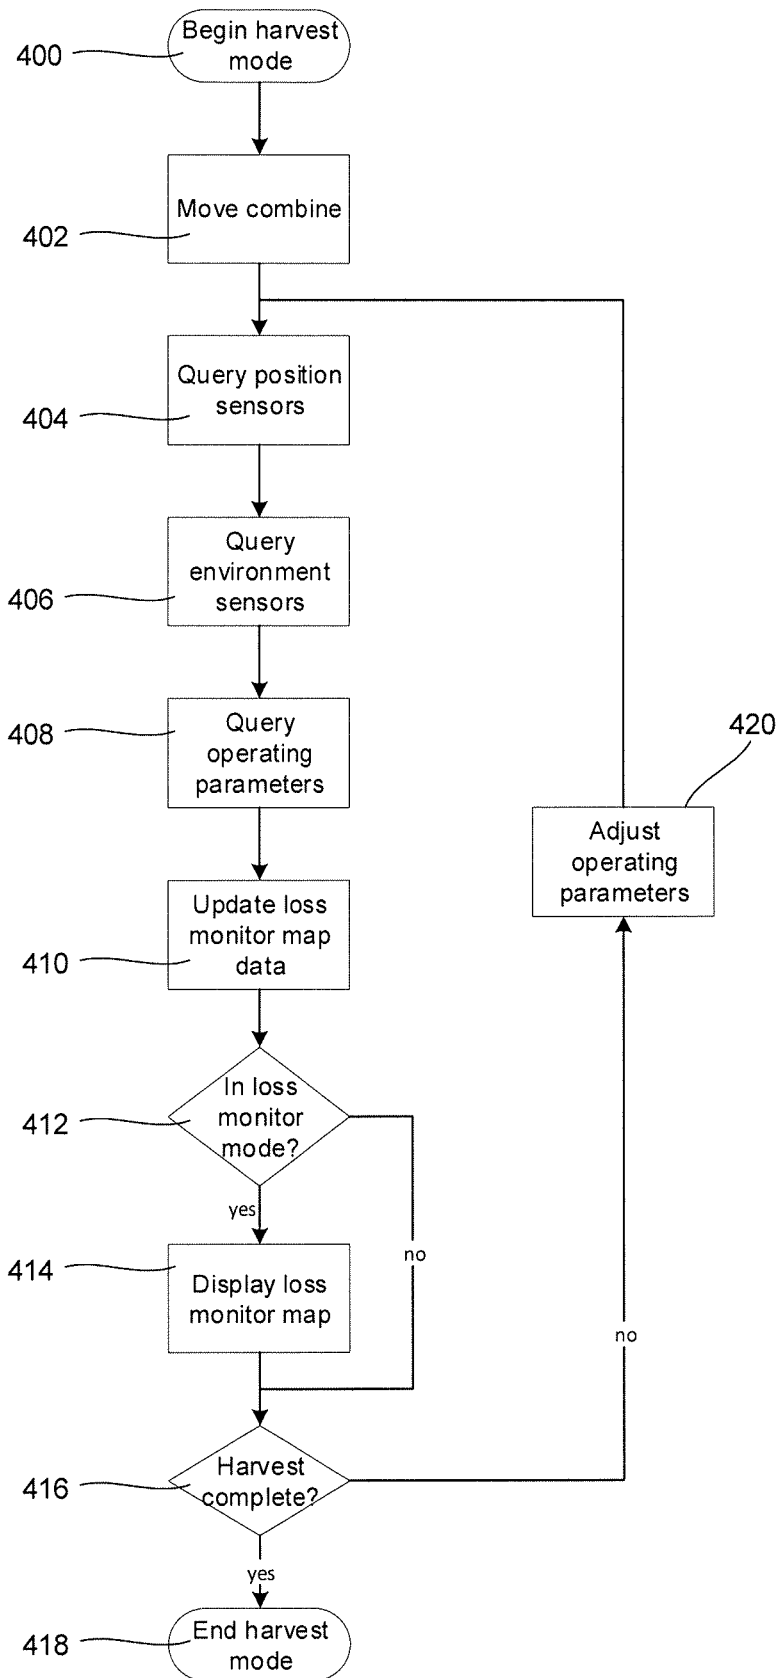 Begin harvest
mode
400
Move combine
402
Query position
sensors
404
Query
environment
sensors
406
Query
operating
parameters
408
420
Adjust
operating
parameters
Update loss
monitor map
data
410
In loss
monitor
mode?
412
yes
no
414
Display loss
monitor map
no
Harvest
complete?
416
yes
End harvest
mode
418